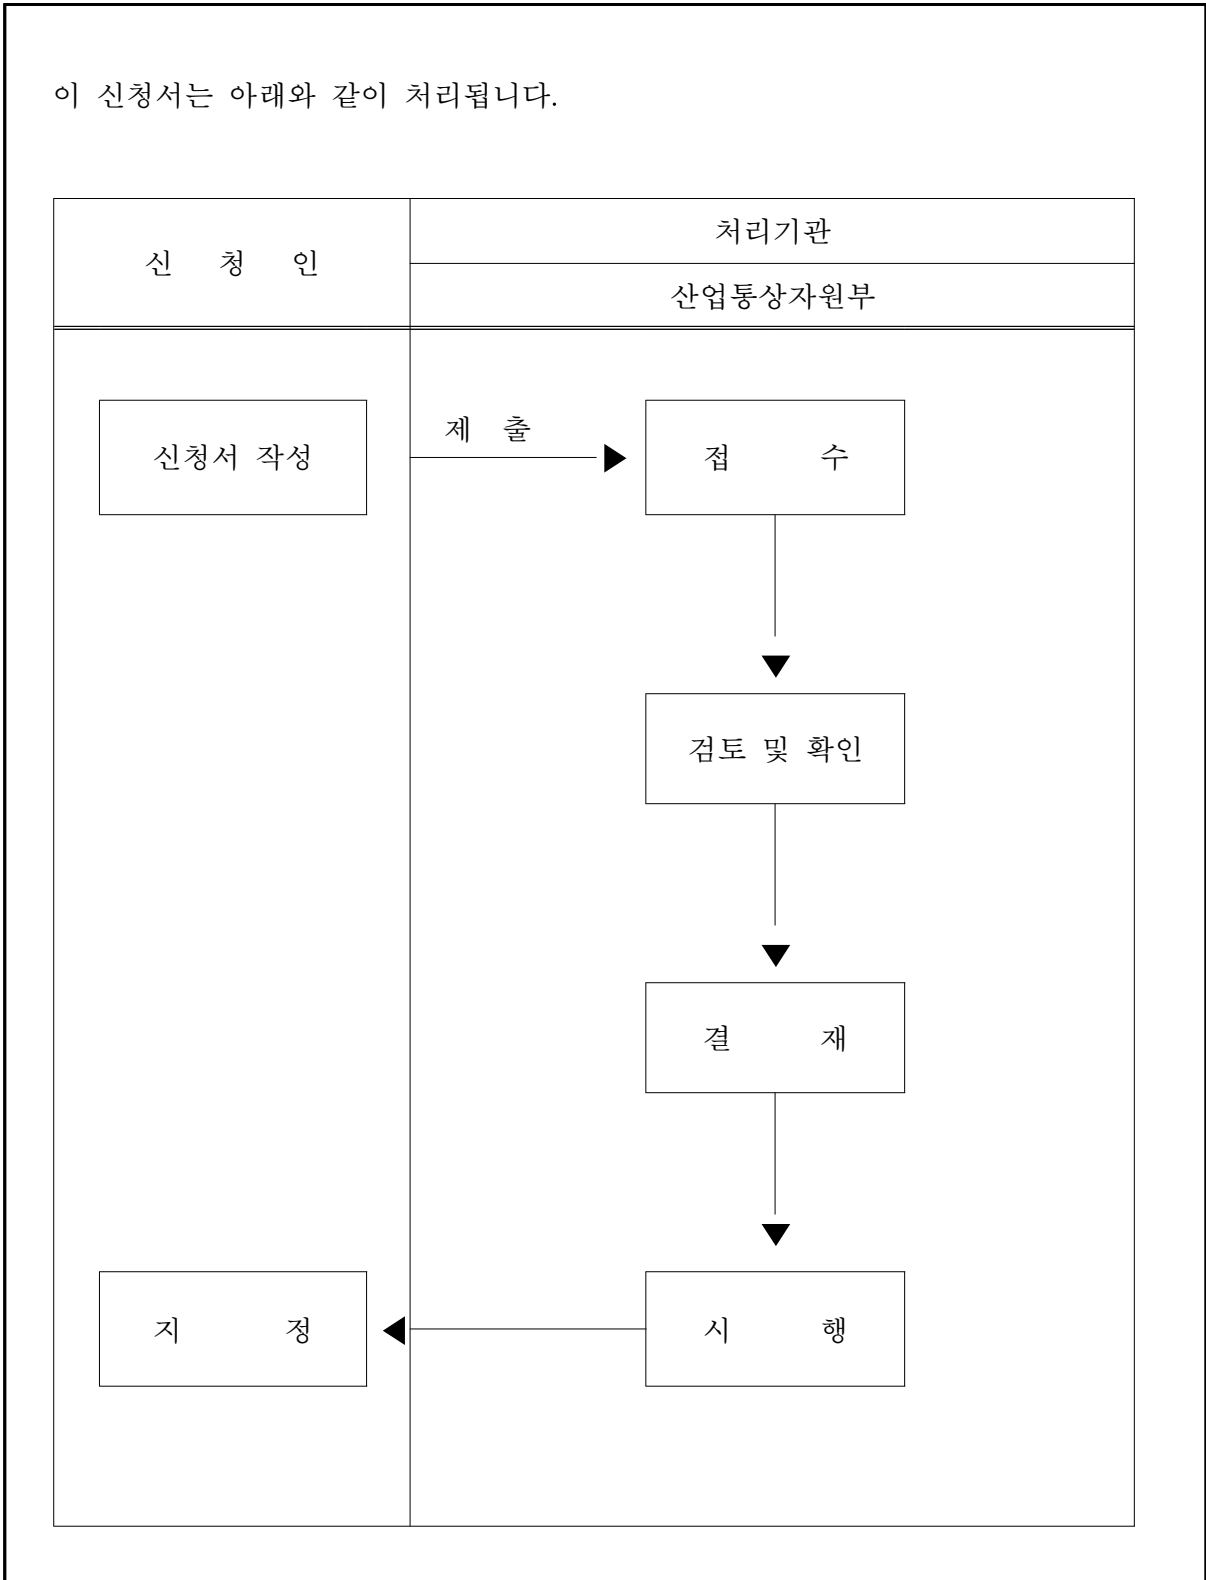 이 신청서는 아래와 같이 처리됩니다.
신 청 인
처리기관
산업통상자원부
신청서 작성
제 출
접 수
검토 및 확인
결 재
지 정
시 행